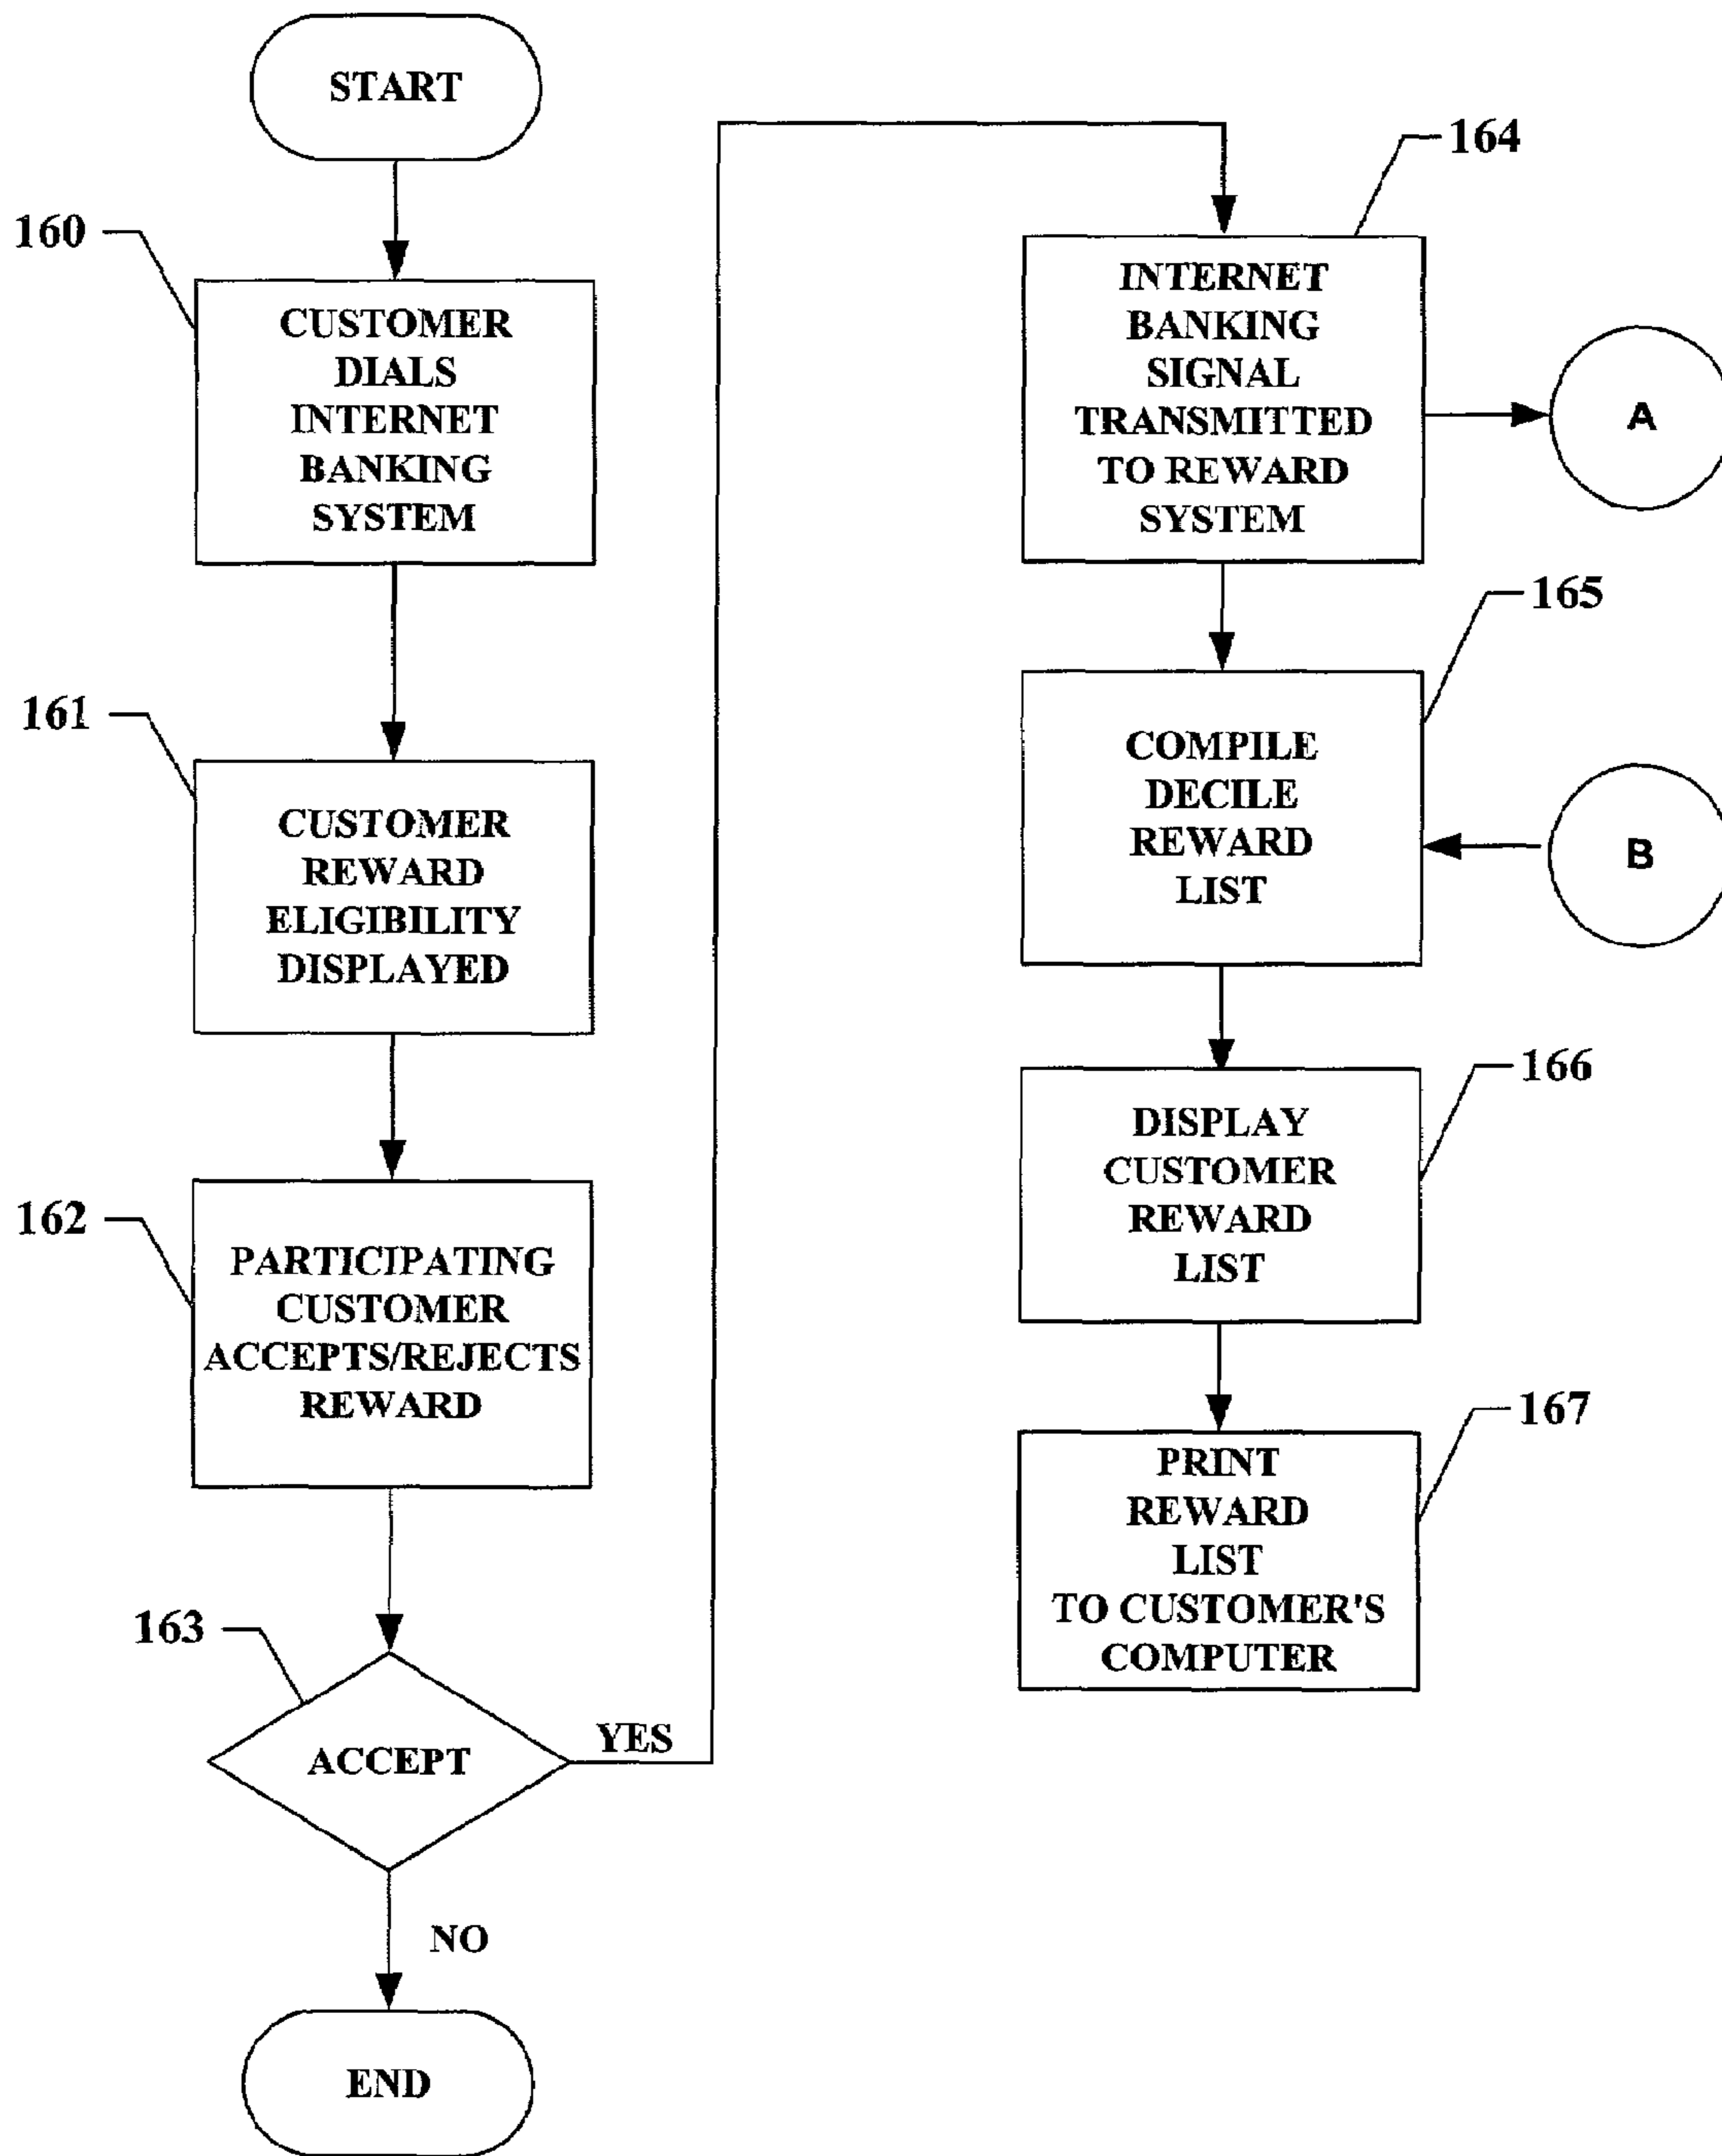 START
160
CUSTOMER
DIALS
INTERNET
BANKING
SYSTEM
161
CUSTOMER
REWARD
ELIGIBILITY
DISPLAYED
162
PARTICIPATING
CUSTOMER
ACCEPTS/REJECTS
REWARD
163
ACCEPT
YES
NO
END
164
INTERNET
BANKING
SIGNAL
TRANSMITTED
TO REWARD
SYSTEM
A
165
COMPILE
DECILE
REWARD
LIST
B
166
DISPLAY
CUSTOMER
REWARD
LIST
167
PRINT
REWARD
LIST
TO CUSTOMER'S
COMPUTER